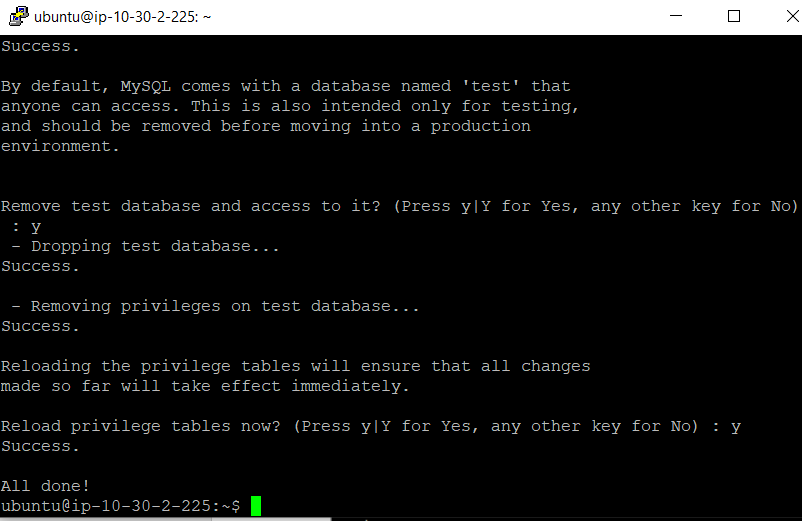 ubuntu@ip-10-30-2-225: ~
Success.
By default, MySQL comes with a database named 'test' that
anyone can access. This is also intended only for testing,
and should be removed before moving into a production
environment.
Remove test database and access to it? (Press y|Y for Yes, any other key for No)
 : y
 - Dropping test database...
Success.
 - Removing privileges on test database...
Success.
Reloading the privilege tables will ensure that all changes
made so far will take effect immediately.
Reload privilege tables now? (Press y|Y for Yes, any other key for No) : y
Success.
All done!
ubuntu@ip-10-30-2-225:~$